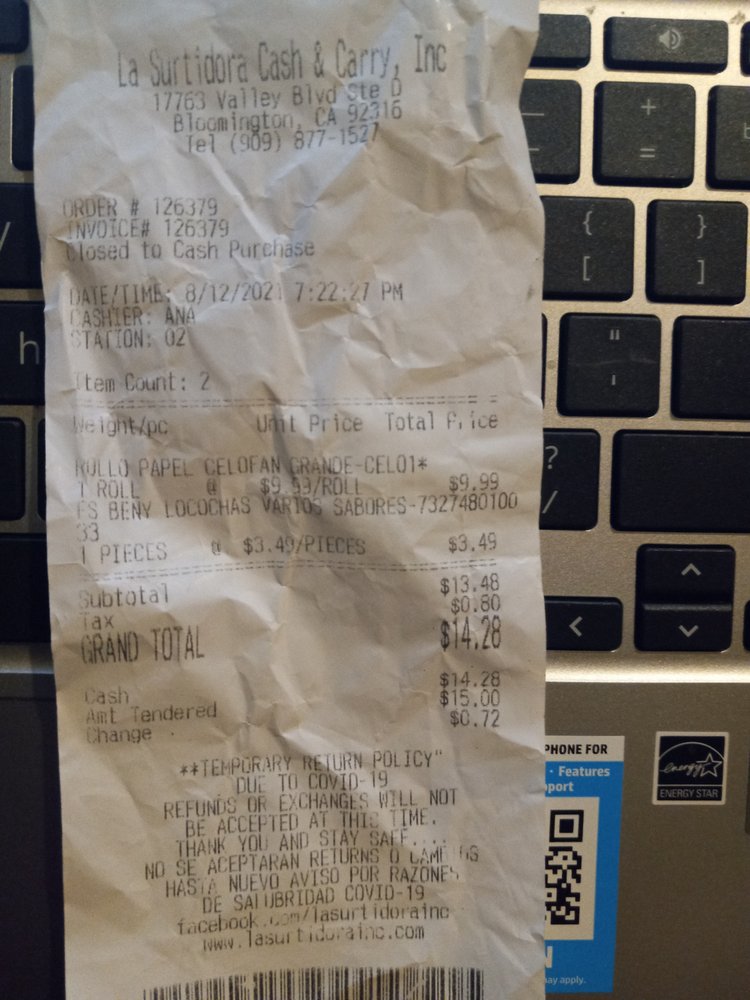 La Surtidora Cash & Carry, Inc
17763 Valley Blvd Ste D
Bloomington, CA 92316
Tel (909) 877-1527
ORDER # 126379
INVOICE# 126379
Closed to Cash Purchase
DATE/TIME: 8/12/2021 7:22:27 PM
CASHIER: ANA
STATION: 02
Item Count: 2
Weight/pc Unit Price Total Price
ROLLO PAPEL CELOFAN GRANDE-CEL01*
1 ROLL @ $9.99/ROLL $9.99
FS BENY LOCOCHAS VARIOS SABORES-7327480100
33
1 PIECES @ $3.49/PIECES $3.49
Subtotal $13.48
Tax $0.80
GRAND TOTAL $14.28
Cash $14.28
Amt Tendered $15.00
Change $0.72
**TEMPORARY RETURN POLICY"
DUE TO COVID-19
REFUNDS OR EXCHANGES WILL NOT
BE ACCEPTED AT THIS TIME.
THANK YOU AND STAY SAFE....
NO SE ACEPTARAN RETURNS O CAMBIOS
HASTA NUEVO AVISO POR RAZONES
DE SALUBRIDAD COVID-19
facebook.com/lasurtidorainc
www.lasurtidorainc.com
+
=
{
[
}
]
"
'
?
/
h
PHONE FOR
· Features
energy
ENERGY STAR
may apply.